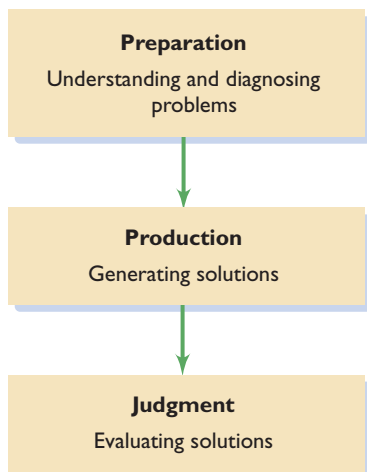 Preparation
Understanding and diagnosing
problems
Production
Generating solutions
Judgment
Evaluating solutions